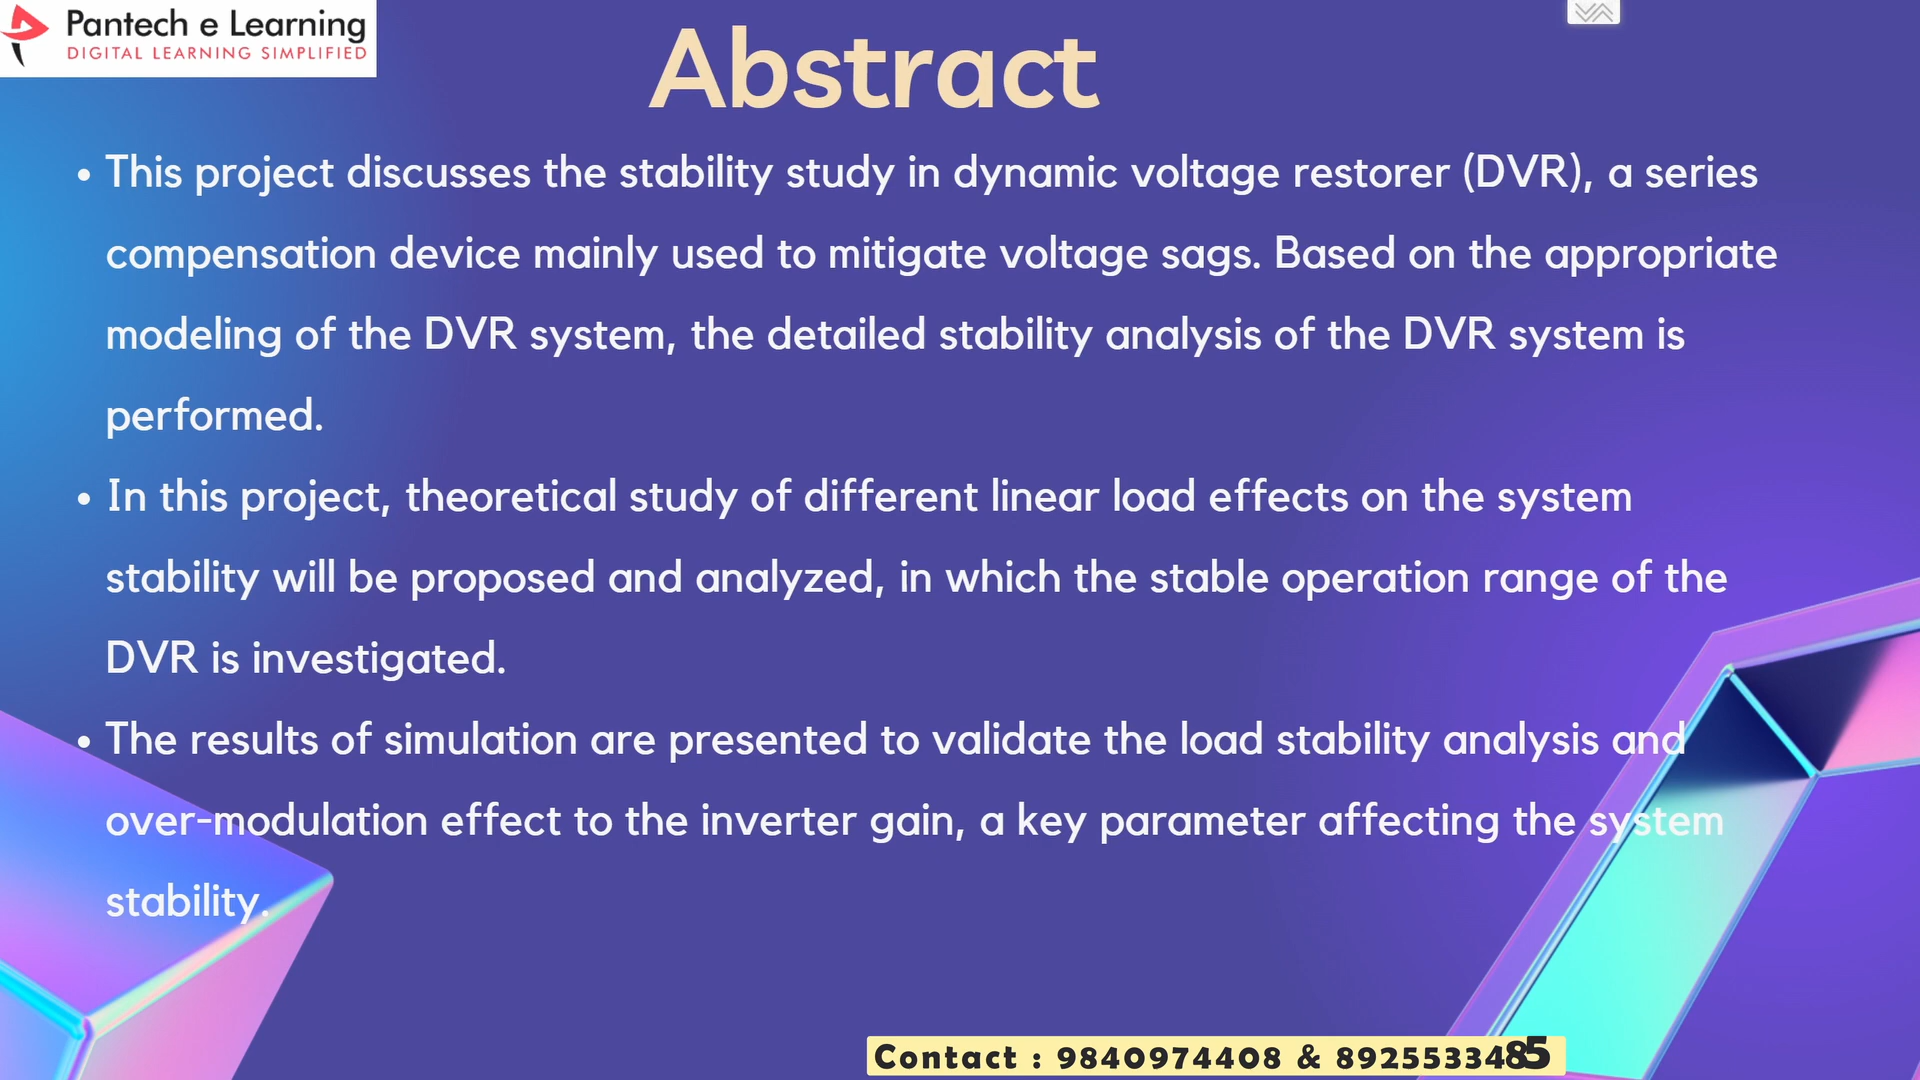 Pantech e Learning
DIGITAL LEARNING SIMPLIFIED
Abstract
• This project discusses the stability study in dynamic voltage restorer (DVR), a series
compensation device mainly used to mitigate voltage sags. Based on the appropriate
modeling of the DVR system, the detailed stability analysis of the DVR system is
performed.
• In this project, theoretical study of different linear load effects on the system
stability will be proposed and analyzed, in which the stable operation range of the
DVR is investigated.
• The results of simulation are presented to validate the load stability analysis and
over-modulation effect to the inverter gain, a key parameter affecting the system
stability.
Contact : 9840974408 &